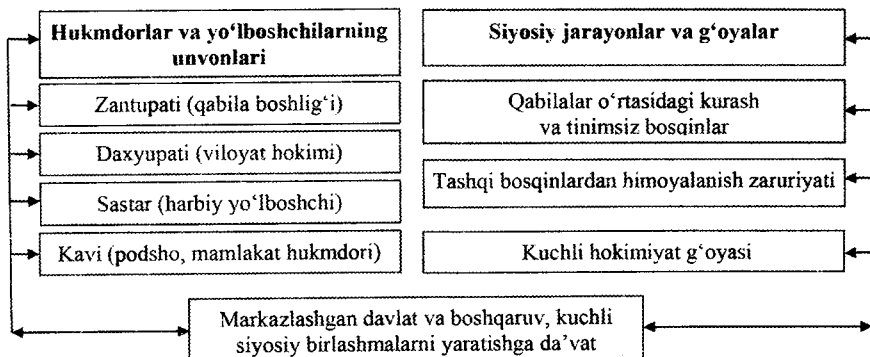 Hukmdorlar va yo‘lboshchilarning
unvonlari
Zantupati (qabila boshlig‘i)
Daxyupati (viloyat hokimi)
Sastar (harbiy yo‘lboshchi)
Kavi (podsho, mamlakat hukmdori)
Siyosiy jarayonlar va g‘oyalar
Qabilalar o‘rtasidagi kurash
va tinimsiz bosqinlar
Tashqi bosqinlardan himoyalanish zaruriyati
Kuchli hokimiyat g‘oyasi
Markazlashgan davlat va boshqaruv, kuchli
siyosiy birlashmalarni yaratishga da’vat